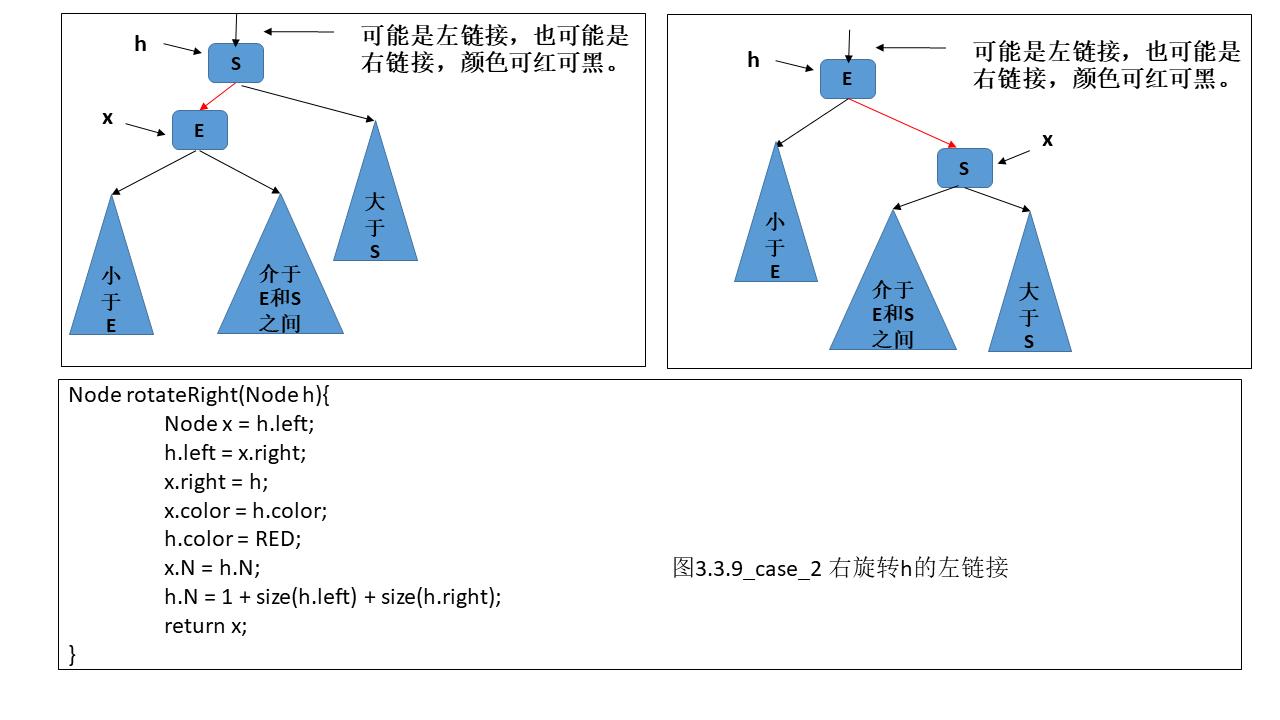 h
S
可能是左链接，也可能是
右链接，颜色可红可黑。
x
E
大
于
S
小
于
E
介于
E和S
之间
h
E
可能是左链接，也可能是
右链接，颜色可红可黑。
x
S
小
于
E
介于
E和S
之间
大
于
S
Node rotateRight(Node h){
Node x = h.left;
h.left = x.right;
x.right = h;
x.color = h.color;
h.color = RED;
x.N = h.N;
h.N = 1 + size(h.left) + size(h.right);
return x;
}
图3.3.9_case_2 右旋转h的左链接